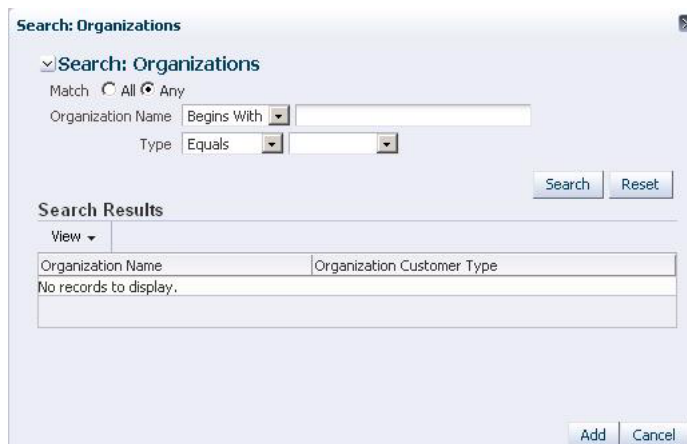 Search: Organizations
Search: Organizations
Match All Any
Organization Name Begins With
Type Equals
Search Reset
Search Results
View
Organization Name Organization Customer Type
No records to display.
Add Cancel